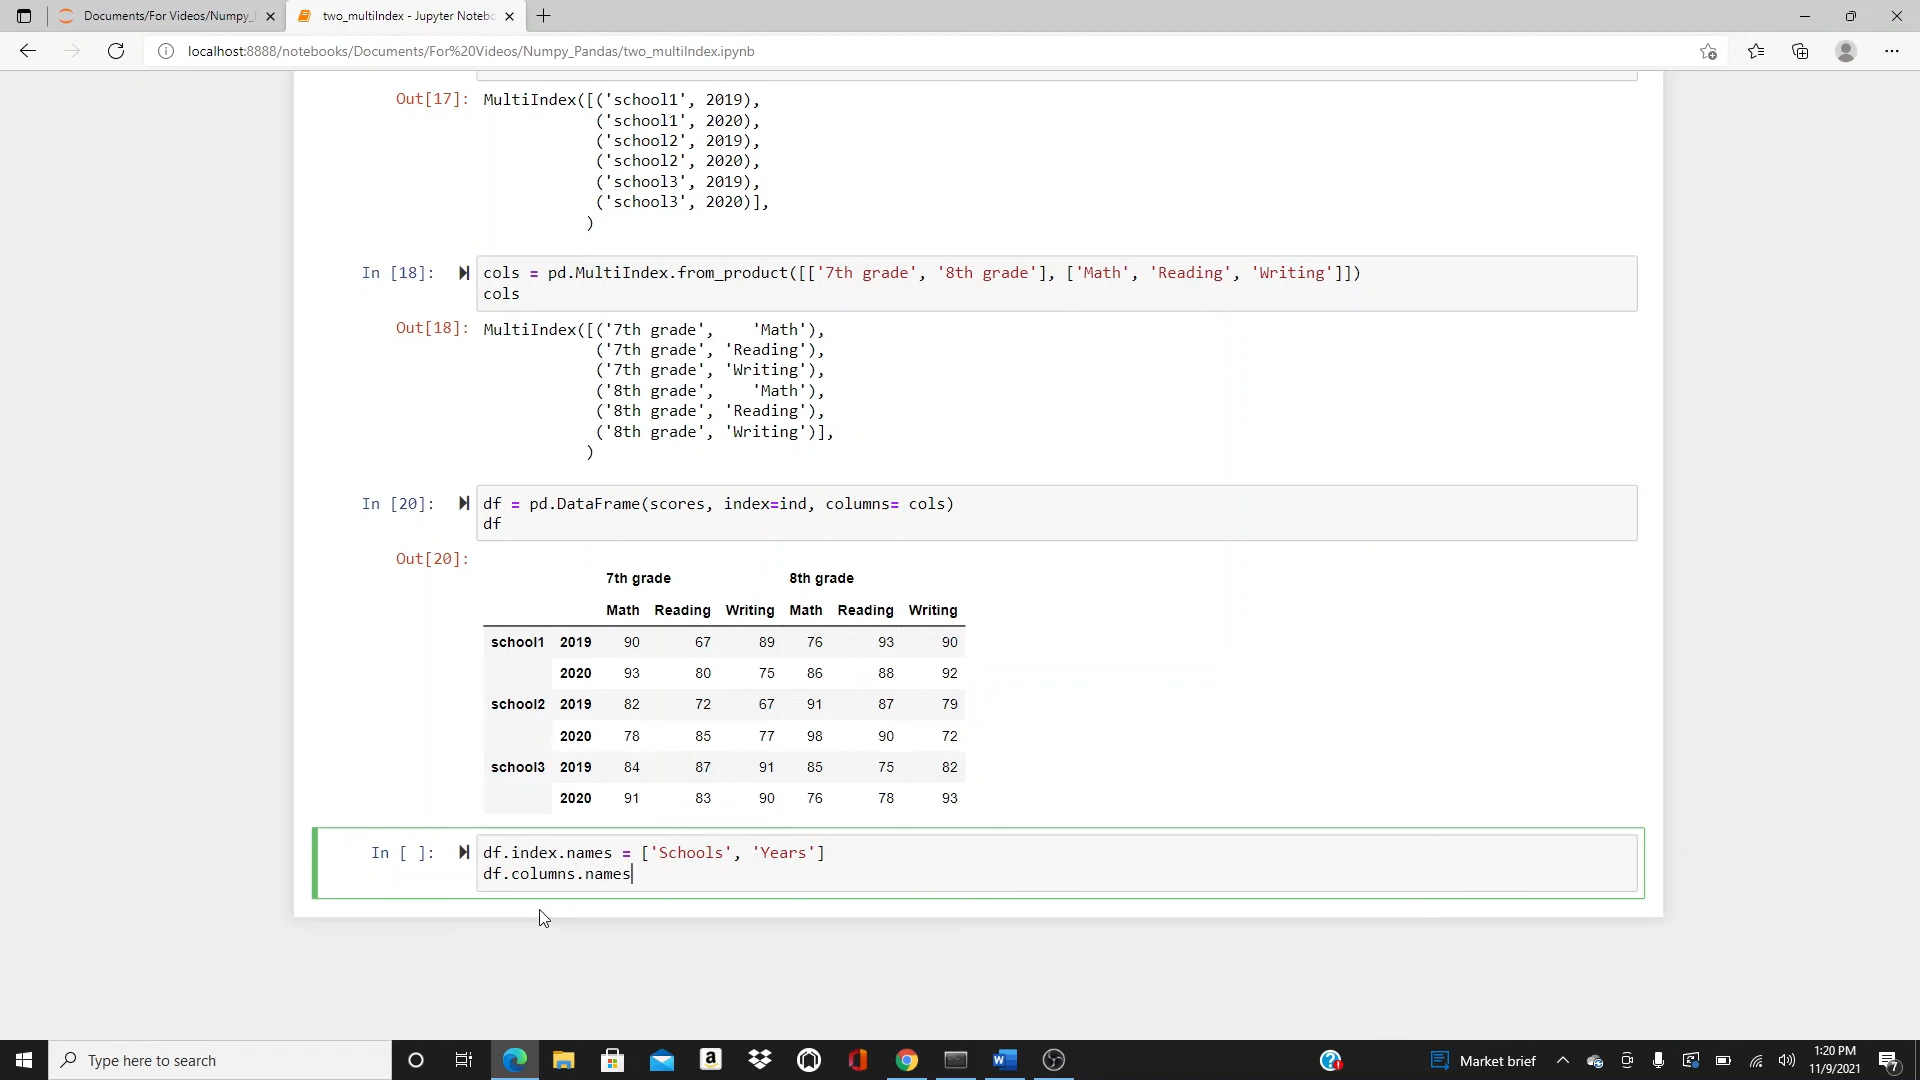 Documents/For Videos/Numpy_
two_multiIndex - Jupyter Notebo
localhost:8888/notebooks/Documents/For%20Videos/Numpy_Pandas/two_multiIndex.ipynb
Out[17]: MultiIndex([('school1', 2019),
('school1', 2020),
('school2', 2019),
('school2', 2020),
('school3', 2019),
('school3', 2020)],
)
In [18]: cols = pd.MultiIndex.from_product([['7th grade', '8th grade'], ['Math', 'Reading', 'Writing']])
cols
Out[18]: MultiIndex([('7th grade', 'Math'),
('7th grade', 'Reading'),
('7th grade', 'Writing'),
('8th grade', 'Math'),
('8th grade', 'Reading'),
('8th grade', 'Writing')],
)
In [20]: df = pd.DataFrame(scores, index=ind, columns= cols)
df
Out[20]:
7th grade 8th grade
Math Reading Writing Math Reading Writing
school1 2019 90 67 89 76 93 90
2020 93 80 75 86 88 92
school2 2019 82 72 67 91 87 79
2020 78 85 77 98 90 72
school3 2019 84 87 91 85 75 82
2020 91 83 90 76 78 93
In [ ]: df.index.names = ['Schools', 'Years']
df.columns.names
Type here to search
Market brief
1:20 PM
11/9/2021
7